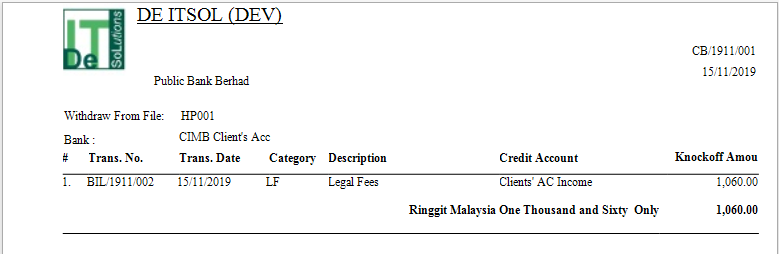 DE ITSOL (DEV)
IT
De
SoLutions
CB/1911/001
15/11/2019
Public Bank Berhad
Withdraw From File: HP001
Bank : CIMB Client's Acc
# Trans. No. Trans. Date Category Description Credit Account Knockoff Amou
1. BIL/1911/002 15/11/2019 LF Legal Fees Clients' AC Income 1,060.00
Ringgit Malaysia One Thousand and Sixty Only 1,060.00